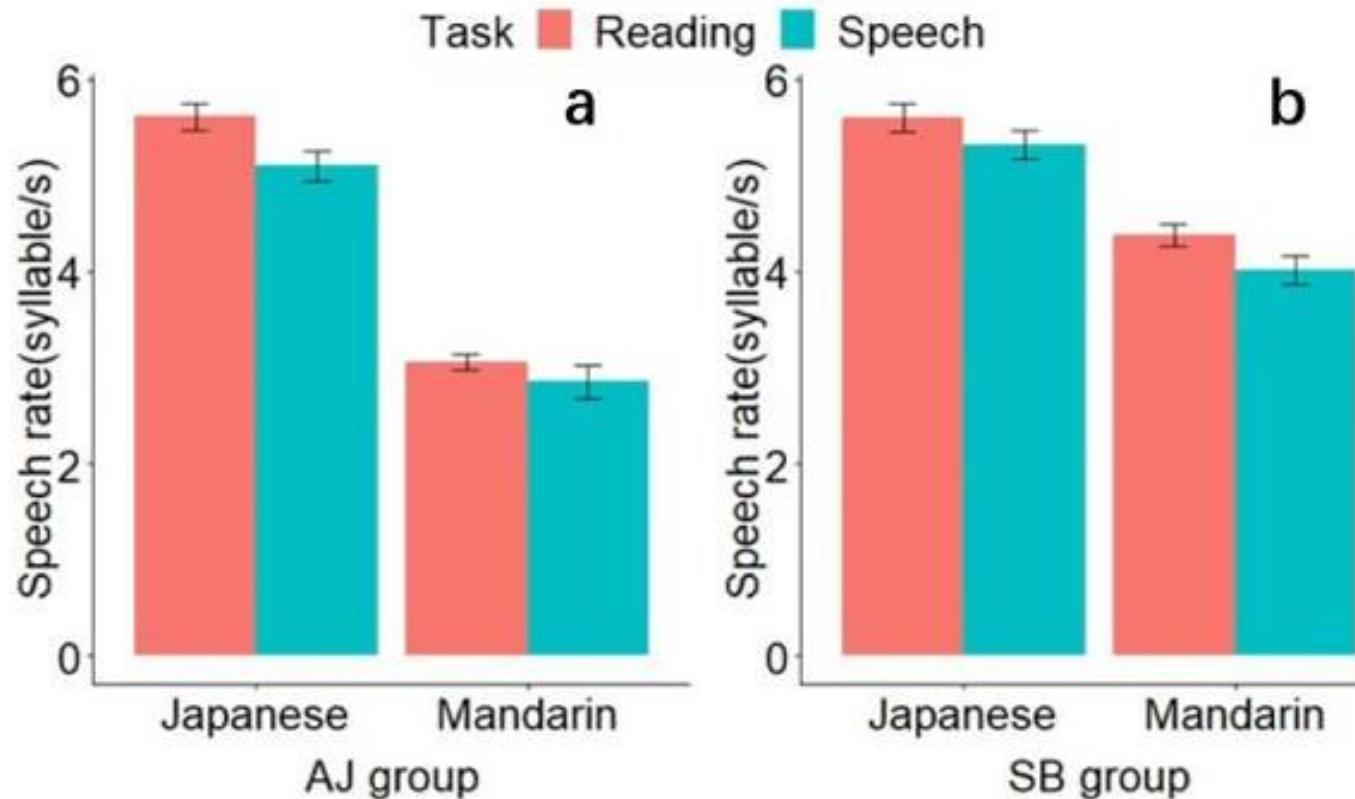 Task Reading Speech
a
Speech rate(syllable/s)
6
4
2
0
Japanese Mandarin
AJ group
b
Speech rate(syllable/s)
6
4
2
0
Japanese Mandarin
SB group